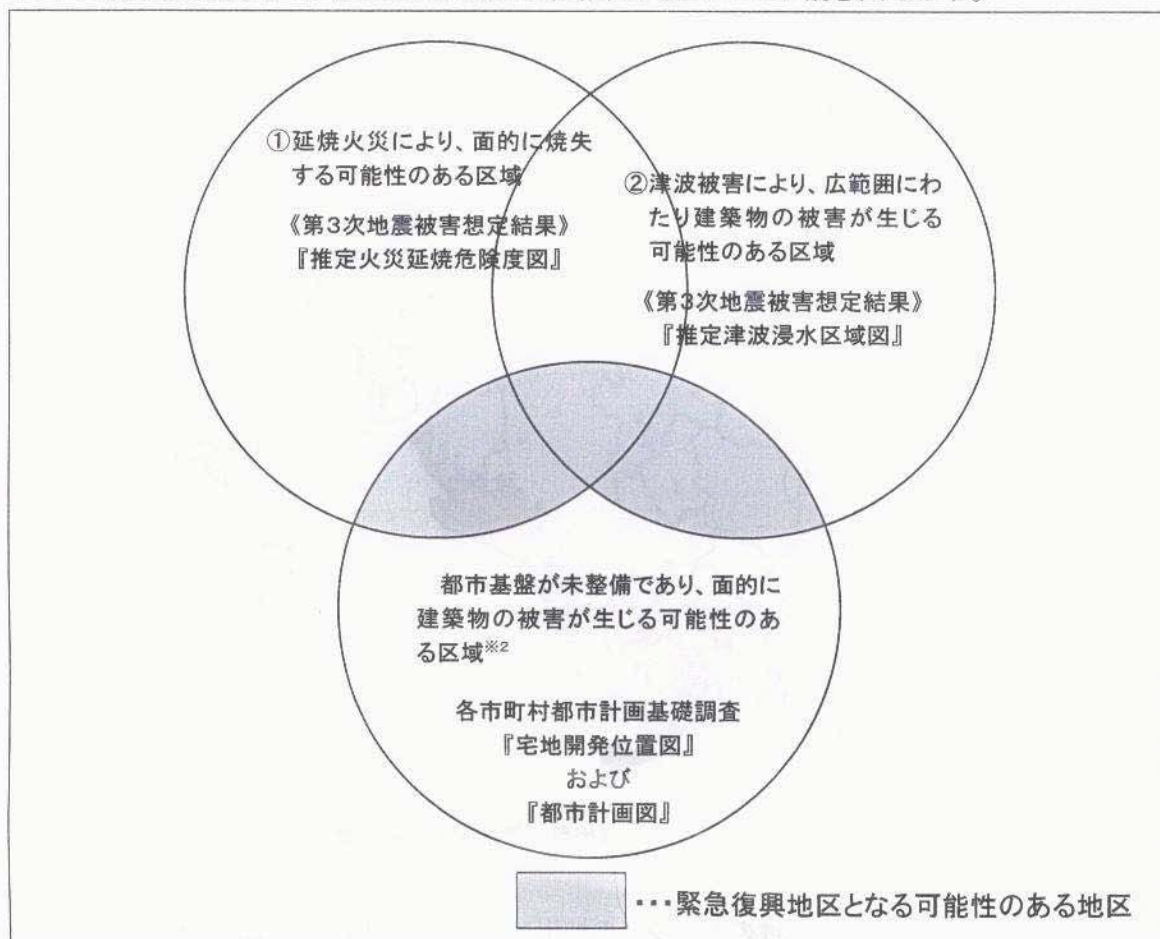 ①延焼火災により、面的に焼失
する可能性のある区域
《第3次地震被害想定結果》
『推定火災延焼危険度図』
②津波被害により、広範囲にわ
たり建築物の被害が生じる
可能性のある区域
《第3次地震被害想定結果》
『推定津波浸水区域図』
都市基盤が未整備であり、面的に
建築物の被害が生じる可能性のあ
る区域※2
各市町村都市計画基礎調査
『宅地開発位置図』
および
『都市計画図』
・・・緊急復興地区となる可能性のある地区